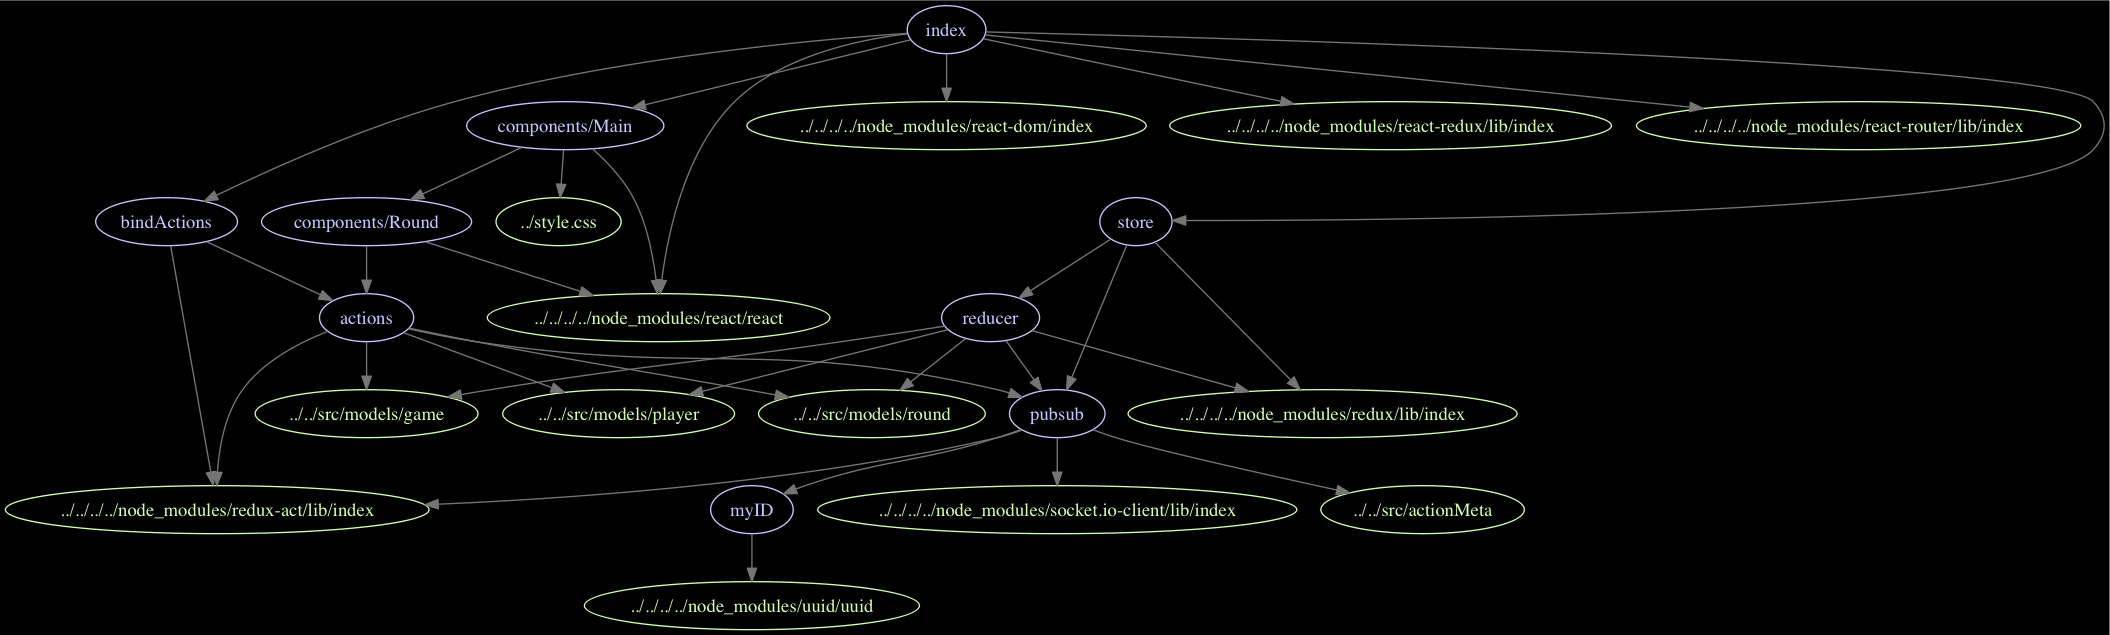 index
components/Main
../../../../node_modules/react-dom/index
../../../../node_modules/react-redux/lib/index
../../../../node_modules/react-router/lib/index
bindActions
components/Round
../style.css
store
actions
../../../../node_modules/react/react
reducer
../../src/models/game
../../src/models/player
../../src/models/round
pubsub
../../../../node_modules/redux/lib/index
../../../../node_modules/redux-act/lib/index
myID
../../../../node_modules/socket.io-client/lib/index
../../src/actionMeta
../../../../node_modules/uuid/uuid